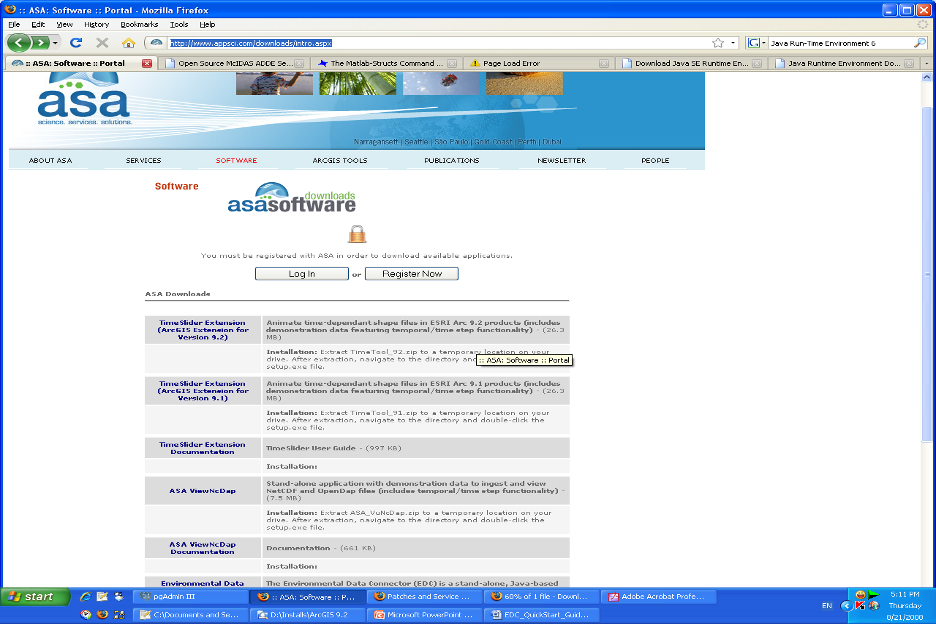 :: ASA: Software :: Portal - Mozilla Firefox
File Edit View History Bookmarks Tools Help
http://www.appsci.com/downloads/intro.aspx
Java Run-Time Environment 6
:: ASA: Software :: Portal
Open Source McIDAS ADDE Se...
The Matlab-Structs Command ...
Page Load Error
Download Java SE Runtime En...
Java Runtime Environment Do...
asa
science. services. solutions.
Narragansett | Seattle | São Paulo | Gold Coast | Perth | Dubai
ABOUT ASA SERVICES SOFTWARE ARCGIS TOOLS PUBLICATIONS NEWSLETTER PEOPLE
Software
downloads
asasoftware
You must be registered with ASA in order to download available applications.
Log In or Register Now
ASA Downloads
TimeSlider Extension
(ArcGIS Extension for
Version 9.2)
Animate time-dependant shape files in ESRI Arc 9.2 products (includes
demonstration data featuring temporal/time step functionality) - (26.3
MB)
Installation: Extract TimeTool_92.zip to a temporary location on your
drive. After extraction, navigate to the directory and
setup.exe file.
:: ASA: Software :: Portal
TimeSlider Extension
(ArcGIS Extension for
Version 9.1)
Animate time-dependant shape files in ESRI Arc 9.1 products (includes
demonstration data featuring temporal/time step functionality) - (26.3
MB)
Installation: Extract TimeTool_91.zip to a temporary location on your
drive. After extraction, navigate to the directory and double-click the
setup.exe file.
TimeSlider Extension
Documentation
TimeSlider User Guide - (997 KB)
Installation:
ASA ViewNcDap
Stand-alone application with demonstration data to ingest and view
NetCDF and OpenDap files (includes temporal/time step functionality) -
(7.5 MB)
Installation: Extract ASA_VuNcDap.zip to a temporary location on your
drive. After extraction, navigate to the directory and double-click the
setup.exe file.
ASA ViewNcDap
Documentation
Documentation - (661 KB)
Installation:
Environmental Data
The Environmental Data Connector (EDC) is a stand-alone, Java-based
start
pgAdmin III
:: ASA: Software :: P...
Patches and Service ...
60% of 1 file - Downl...
Adobe Acrobat Profe...
C:\Documents and Se...
D:\Installs\ArcGIS 9.2
Microsoft PowerPoint ...
EDC_QuickStart_Guid...
EN
5:11 PM
Thursday
8/21/2008